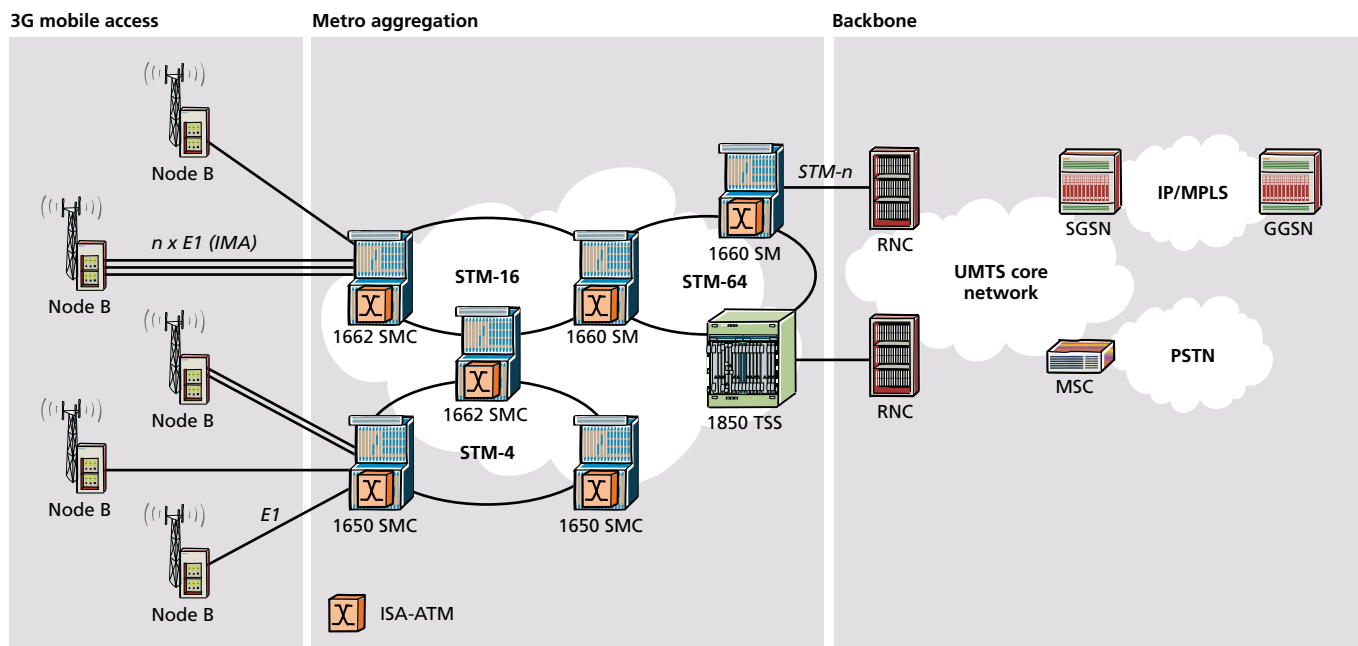 3G mobile access
Metro aggregation
Backbone
Node B
n x E1 (IMA)
Node B
Node B
Node B
E1
Node B
STM-16
1662 SMC
1660 SM
STM-64
1660 SM
STM-n
1662 SMC
STM-4
1650 SMC
1650 SMC
1850 TSS
ISA-ATM
RNC
RNC
UMTS core
network
SGSN
IP/MPLS
GGSN
MSC
PSTN